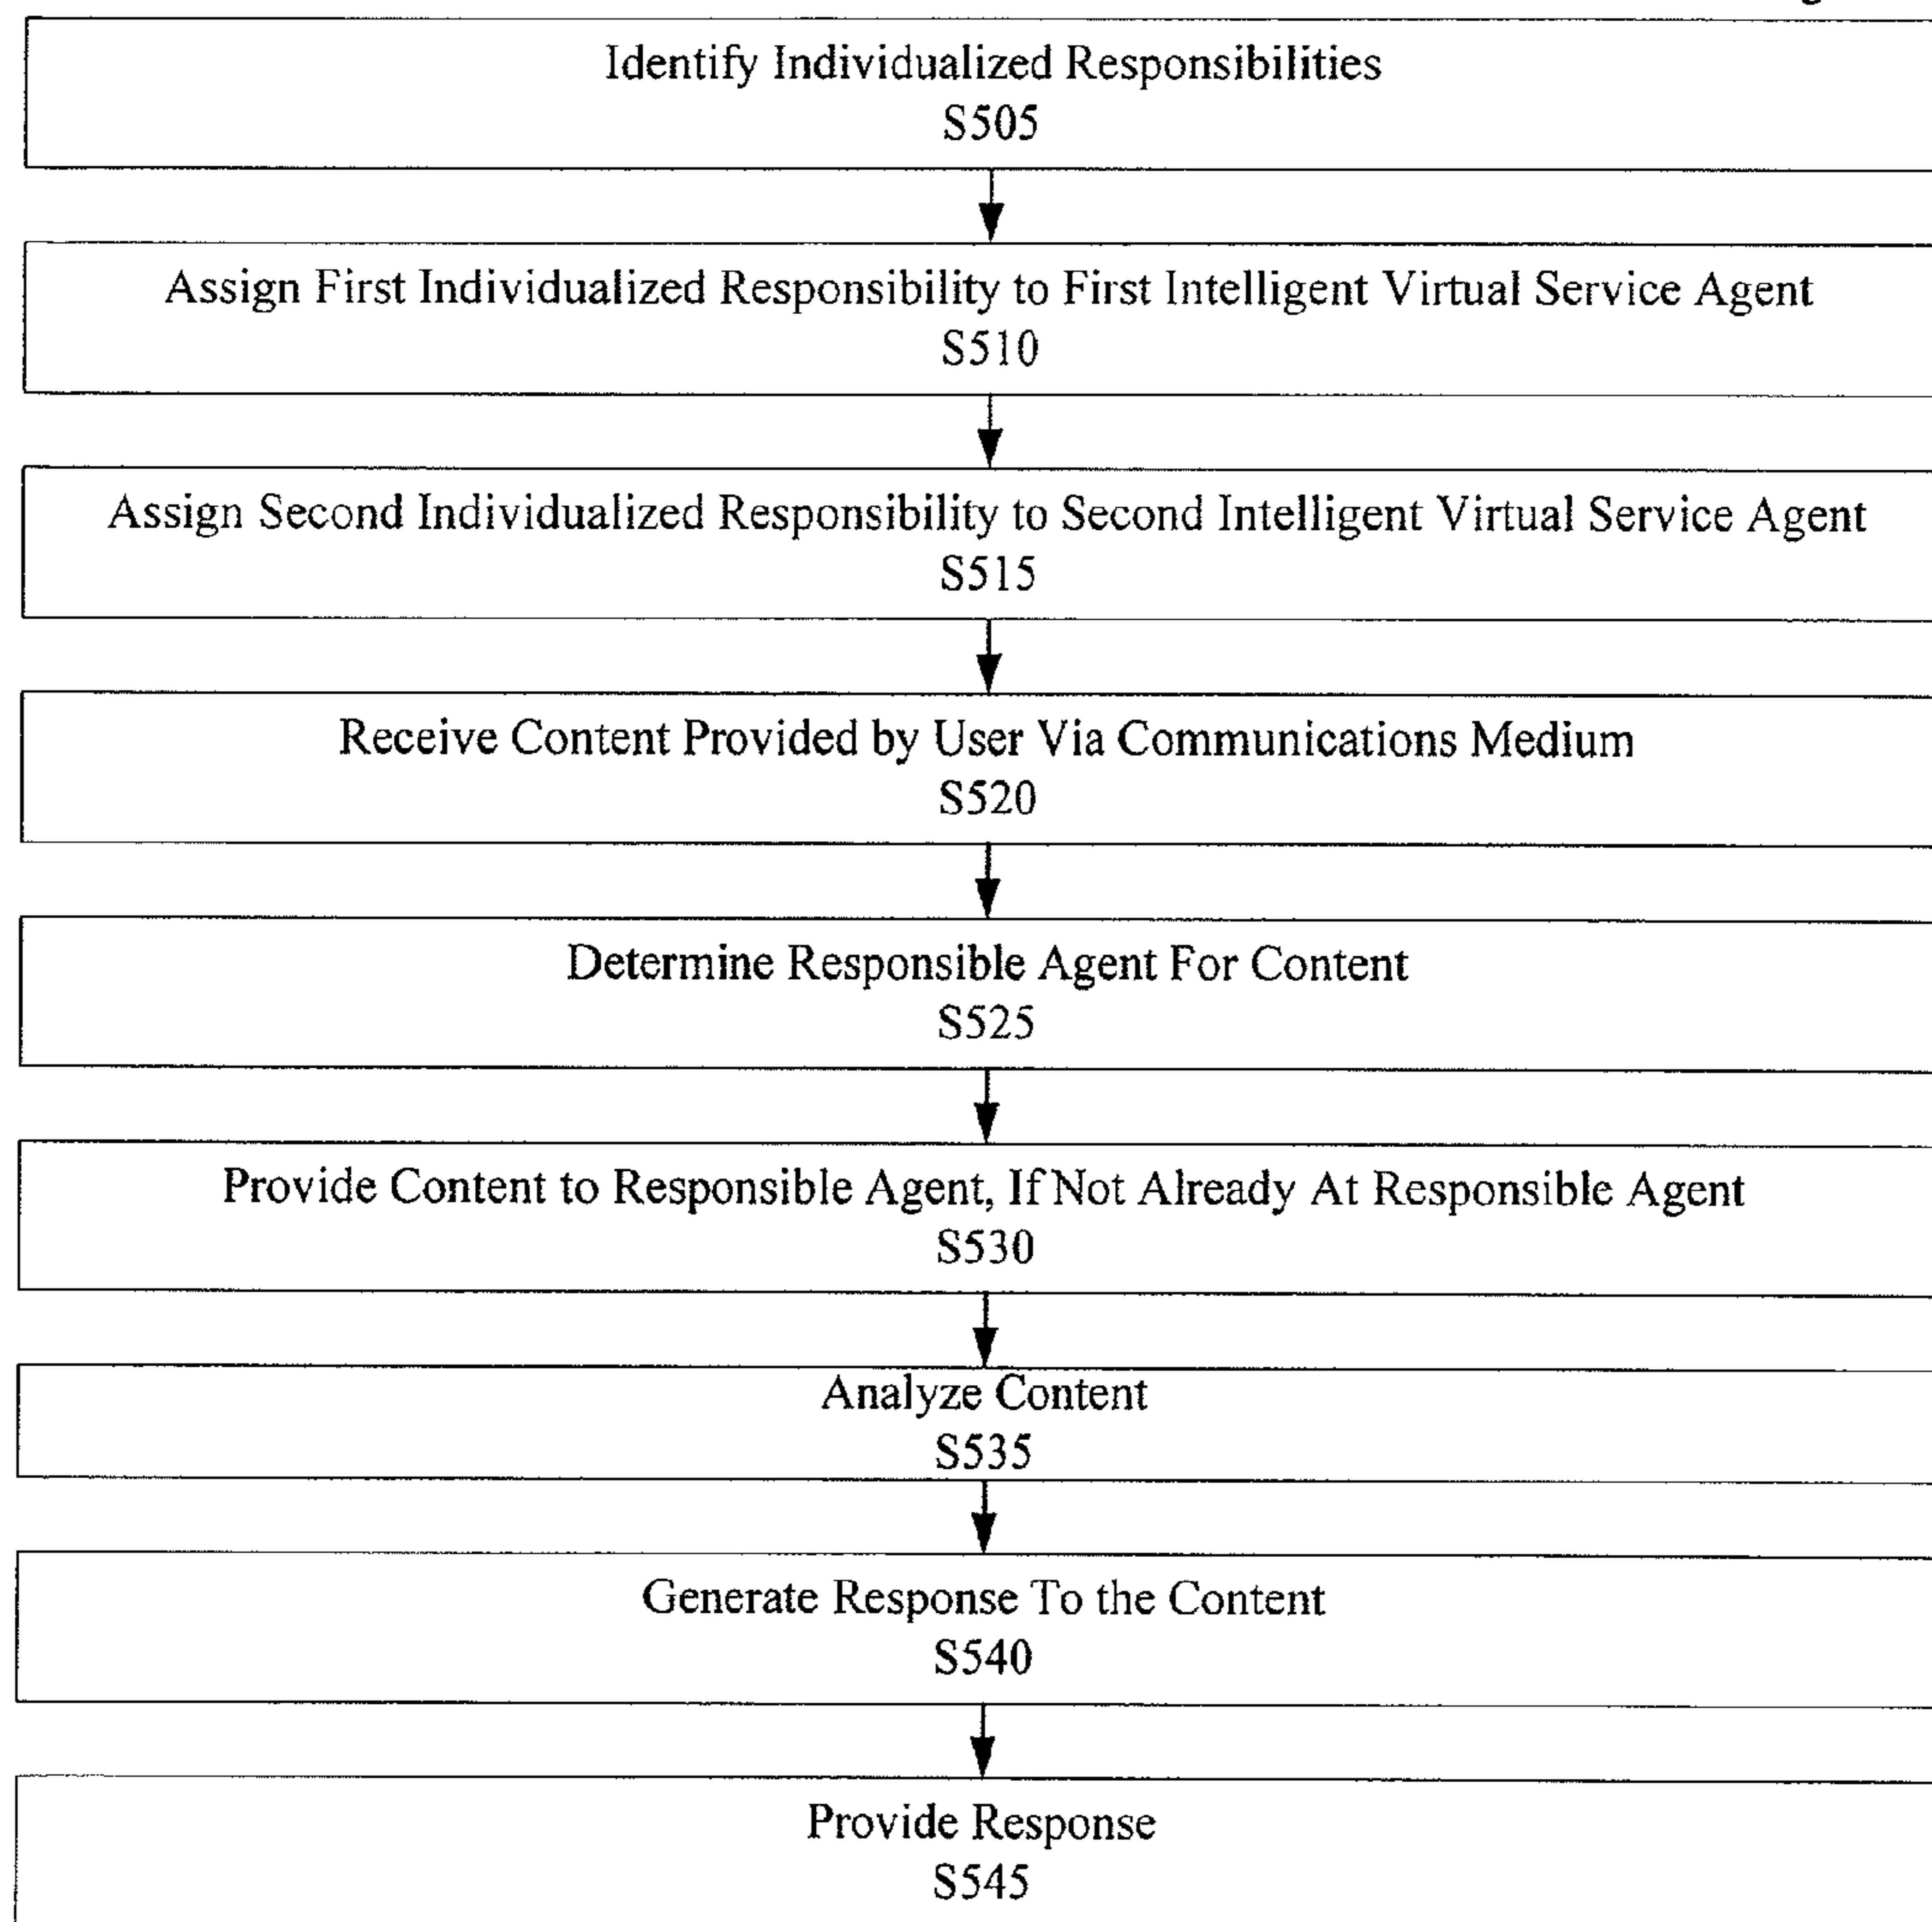 Identify Individualized Responsibilities
S505
Assign First Individualized Responsibility to First Intelligent Virtual Service Agent
S510
Assign Second Individualized Responsibility to Second Intelligent Virtual Service Agent
S515
Receive Content Provided by User Via Communications Medium
S520
Determine Responsible Agent For Content
S525
Provide Content to Responsible Agent, If Not Already At Responsible Agent
S530
Analyze Content
S535
Generate Response To the Content
S540
Provide Response
S545